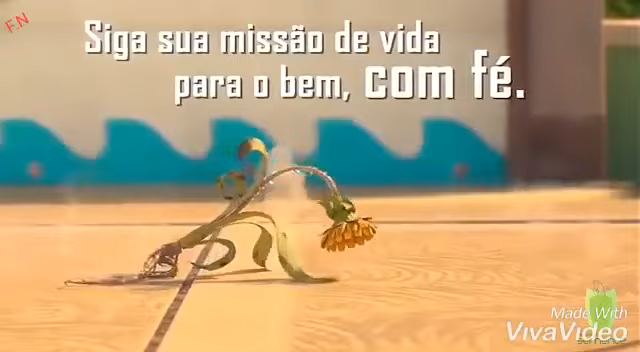 F.N
Siga sua missão de vida
para o bem, com fé.
Made With
VivaVideo